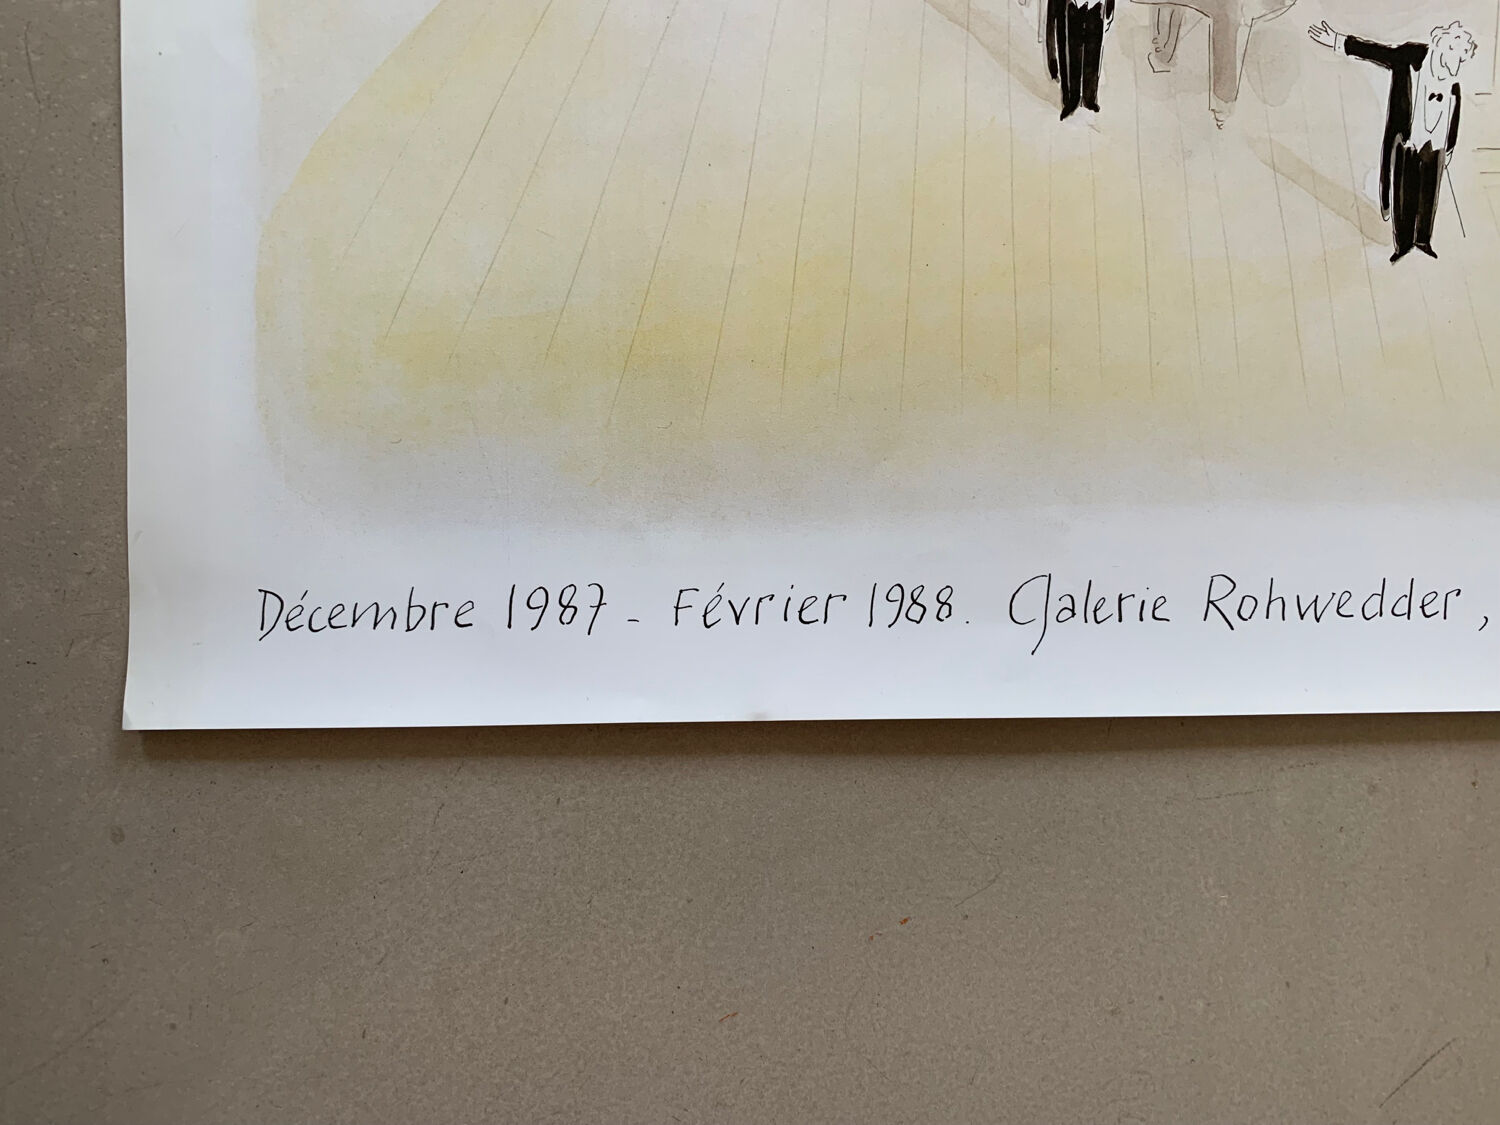 Décembre 1987 - Février 1988. Galerie Rohwedder,